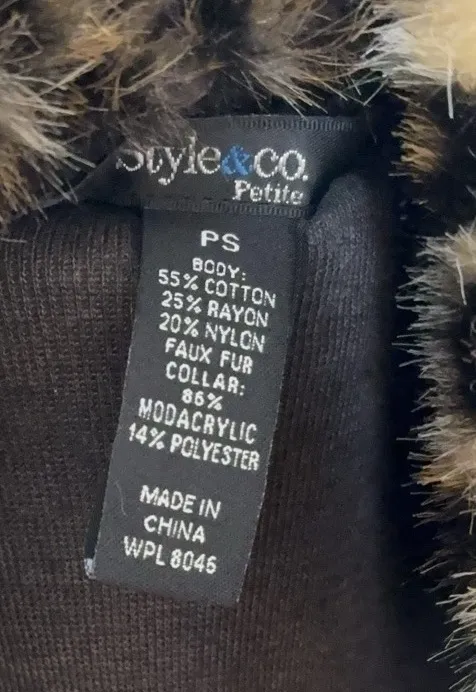 Style&co.
Petite
PS
BODY:
55% COTTON
25% RAYON
20% NYLON
FAUX FUR
COLLAR:
86%
MODACRYLIC
14% POLYESTER
MADE IN
CHINA
WPL 8046